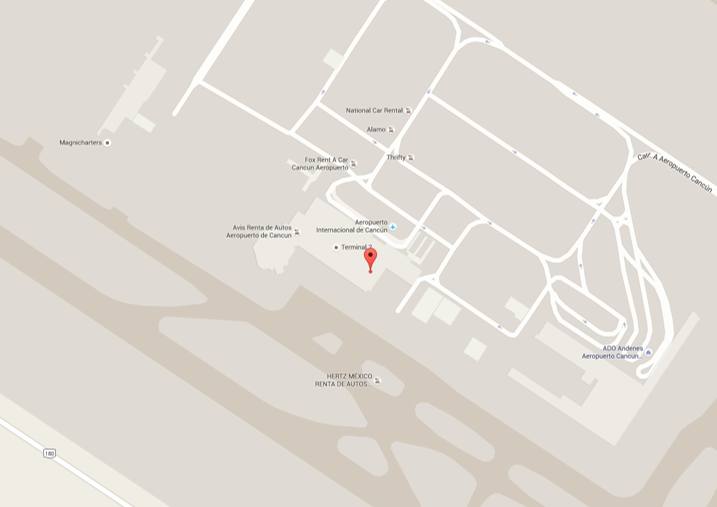 National Car Rental
Alamo
Magnicharters
Thrifty
Fox Rent A Car
Cancun Aeropuerto
Carr. A Aeropuerto Cancún
Avis Renta de Autos
Aeropuerto de Cancun
Aeropuerto
Internacional de Cancún
Terminal 2
ADO Andenes
Aeropuerto Cancun...
HERTZ MEXICO
RENTA DE AUTOS...
180